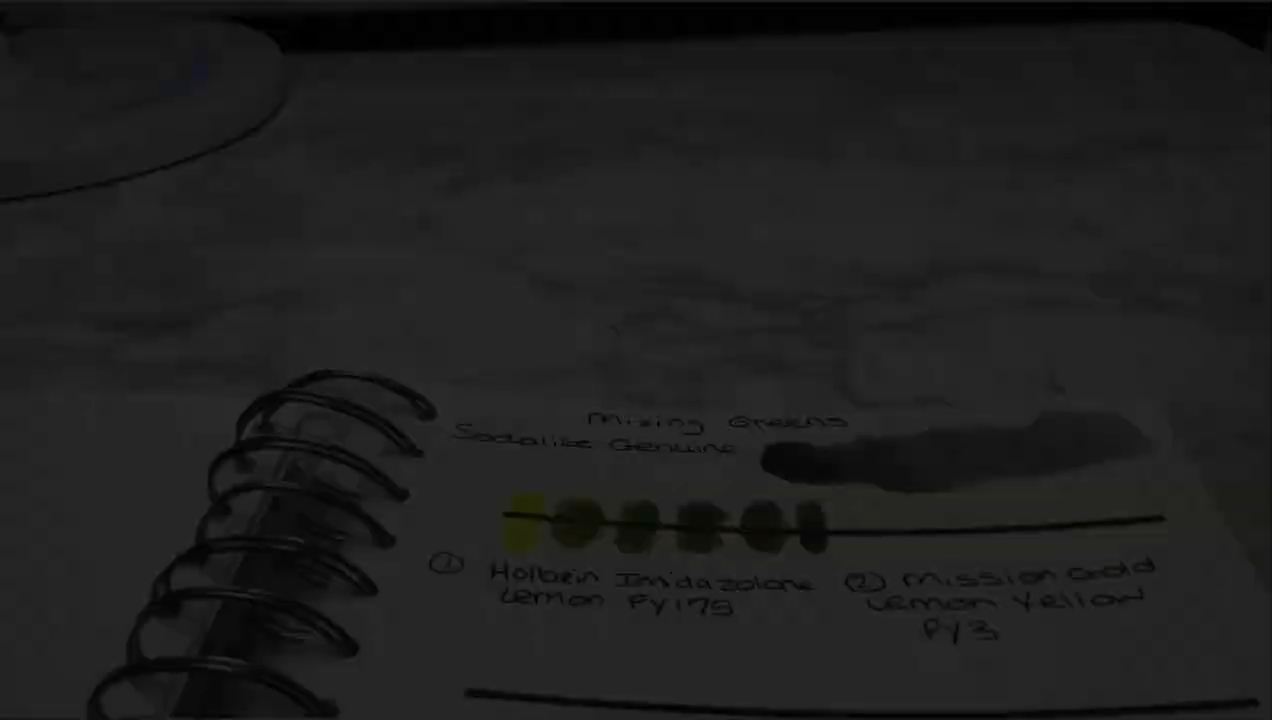 Mixing Greens
Sodalite Genuine
① Holbein Imidazolone
Lemon PY175
② Mission Gold
Lemon Yellow
PY3